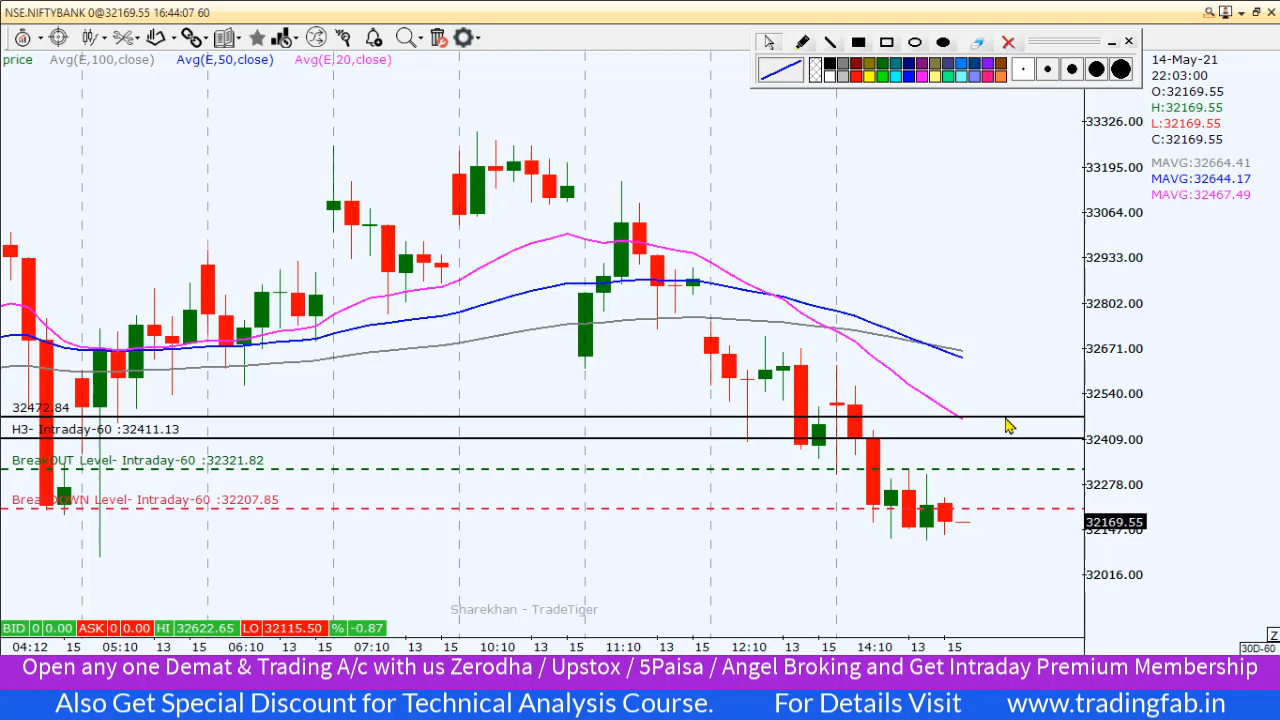 NSE.NIFTYBANK 0@32169.55 16:44:07 60
price Avg(E,100,close) Avg(E,50,close) Avg(E,20,close)
14-May-21
22:03:00
O:32169.55
H:32169.55
L:32169.55
C:32169.55
MAVG:32664.41
MAVG:32644.17
MAVG:32467.49
33326.00
33195.00
33064.00
32933.00
32802.00
32671.00
32540.00
32472.84
H3- Intraday-60 :32411.13
32409.00
BreakOUT Level- Intraday-60 :32321.82
32278.00
BreakDOWN Level- Intraday-60 :32207.85
32169.55
32147.00
32016.00
Sharekhan - TradeTiger
BID 0 0.00 ASK 0 0.00 HI 32622.65 LO 32115.50 % -0.87
Z
04:12 15 05:10 13 15 06:10 13 15 07:10 13 15 10:10 13 15 11:10 13 15 12:10 13 15 14:10 13 15 30D-60
Open any one Demat & Trading A/c with us Zerodha / Upstox / 5Paisa / Angel Broking and Get Intraday Premium Membership
Also Get Special Discount for Technical Analysis Course. For Details Visit www.tradingfab.in